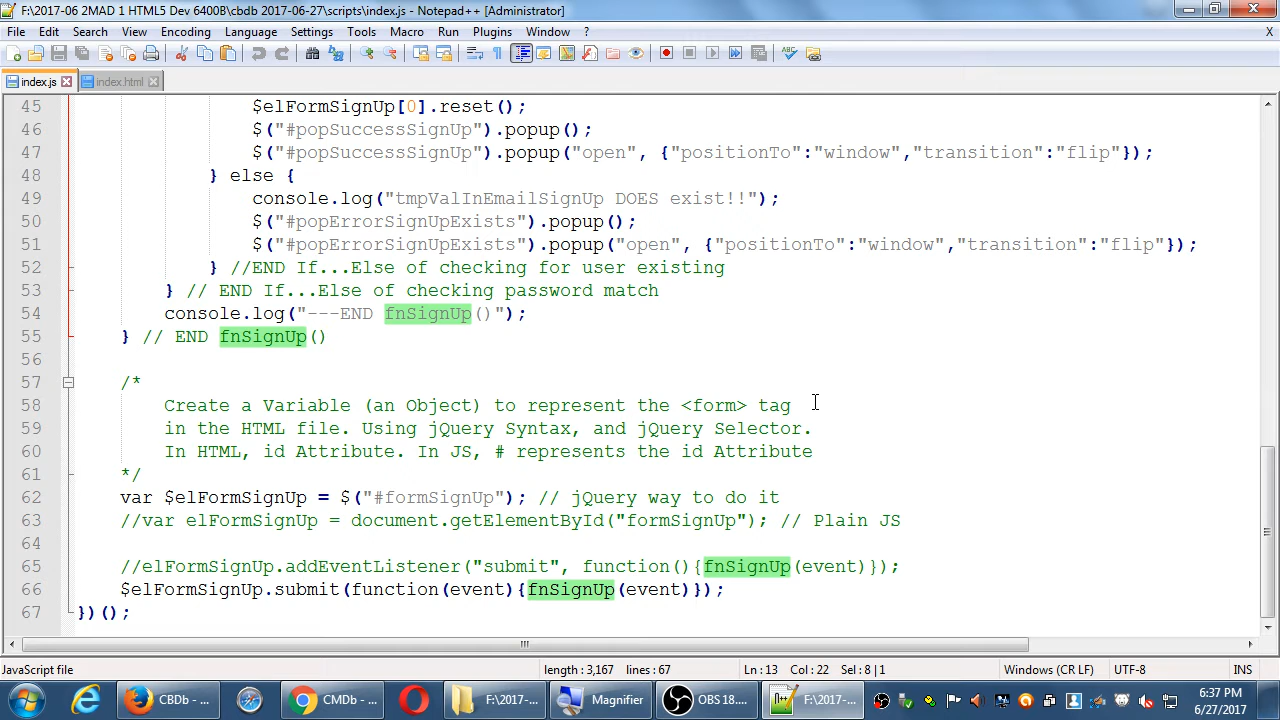 F:\2017-06 2MAD 1 HTML5 Dev 6400B\cbdb 2017-06-27\scripts\index.js - Notepad++ [Administrator]
File Edit Search View Encoding Language Settings Tools Macro Run Plugins Window ? X
index.js index.html
45 $elFormSignUp[0].reset();
46 $("#popSuccessSignUp").popup();
47 $("#popSuccessSignUp").popup("open", {"positionTo":"window","transition":"flip"});
48 } else {
49 console.log("tmpValInEmailSignUp DOES exist!!");
50 $("#popErrorSignUpExists").popup();
51 $("#popErrorSignUpExists").popup("open", {"positionTo":"window","transition":"flip"});
52 } //END If...Else of checking for user existing
53 } // END If...Else of checking password match
54 console.log("---END fnSignUp()");
55 } // END fnSignUp()
56
57 /*
58 Create a Variable (an Object) to represent the <form> tag
59 in the HTML file. Using jQuery Syntax, and jQuery Selector.
60 In HTML, id Attribute. In JS, # represents the id Attribute
61 */
62 var $elFormSignUp = $("#formSignUp"); // jQuery way to do it
63 //var elFormSignUp = document.getElementById("formSignUp"); // Plain JS
64
65 //elFormSignUp.addEventListener("submit", function(){fnSignUp(event)});
66 $elFormSignUp.submit(function(event){fnSignUp(event)});
67 })();
JavaScript file length : 3,167 lines : 67 Ln : 13 Col : 22 Sel : 8 | 1 Windows (CR LF) UTF-8 INS
CBDb - ... CMDb - ... F:\2017-... Magnifier OBS 18.... F:\2017-... 6:37 PM
6/27/2017